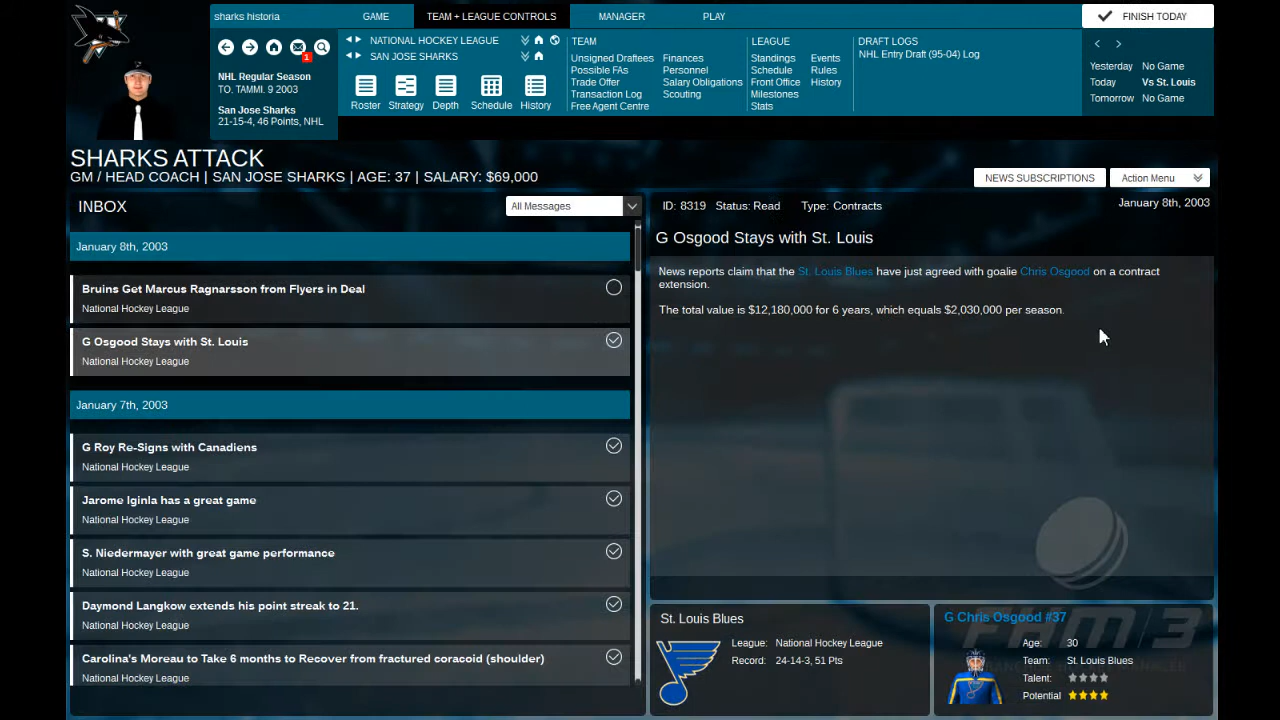 sharks historia
GAME
TEAM + LEAGUE CONTROLS
MANAGER
PLAY
FINISH TODAY
1
NHL Regular Season
TO. TAMMI. 9 2003
San Jose Sharks
21-15-4, 46 Points, NHL
NATIONAL HOCKEY LEAGUE
SAN JOSE SHARKS
Roster
Strategy
Depth
Schedule
History
TEAM
Unsigned Draftees
Possible FAs
Trade Offer
Transaction Log
Free Agent Centre
Finances
Personnel
Salary Obligations
Scouting
LEAGUE
Standings
Schedule
Front Office
Milestones
Stats
Events
Rules
History
DRAFT LOGS
NHL Entry Draft (95-04) Log
Yesterday No Game
Today Vs St. Louis
Tomorrow No Game
SHARKS ATTACK
GM / HEAD COACH | SAN JOSE SHARKS | AGE: 37 | SALARY: $69,000
NEWS SUBSCRIPTIONS
Action Menu
INBOX
All Messages
January 8th, 2003
Bruins Get Marcus Ragnarsson from Flyers in Deal
National Hockey League
G Osgood Stays with St. Louis
National Hockey League
January 7th, 2003
G Roy Re-Signs with Canadiens
National Hockey League
Jarome Iginla has a great game
National Hockey League
S. Niedermayer with great game performance
National Hockey League
Daymond Langkow extends his point streak to 21.
National Hockey League
Carolina's Moreau to Take 6 months to Recover from fractured coracoid (shoulder)
National Hockey League
ID: 8319 Status: Read Type: Contracts
January 8th, 2003
G Osgood Stays with St. Louis
News reports claim that the St. Louis Blues have just agreed with goalie Chris Osgood on a contract
extension.
The total value is $12,180,000 for 6 years, which equals $2,030,000 per season.
St. Louis Blues
League: National Hockey League
Record: 24-14-3, 51 Pts
G Chris Osgood #37
Age: 30
Team: St. Louis Blues
Talent:
Potential
FHM/3